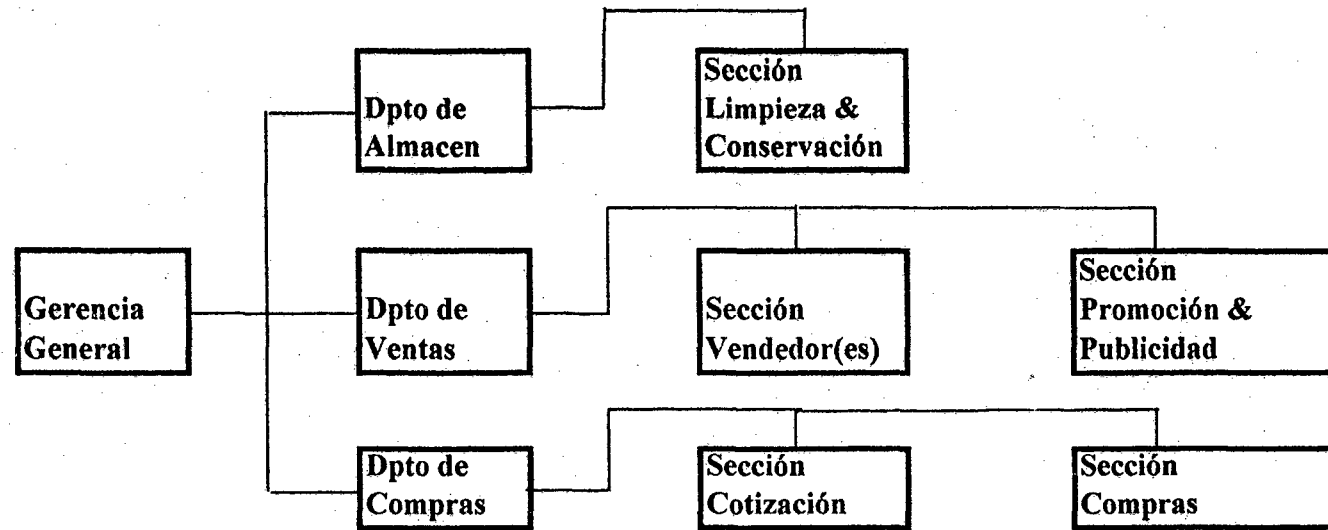 Dpto de
Almacen
Sección
Limpieza &
Conservación
Gerencia
General
Dpto de
Ventas
Sección
Vendedor(es)
Sección
Promoción &
Publicidad
Dpto de
Compras
Sección
Cotización
Sección
Compras